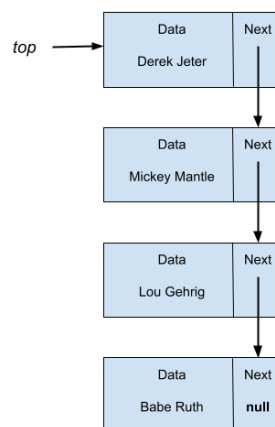 Data Next
top
Derek Jeter
Data Next
Mickey Mantle
Data Next
Lou Gehrig
Data Next
Babe Ruth null